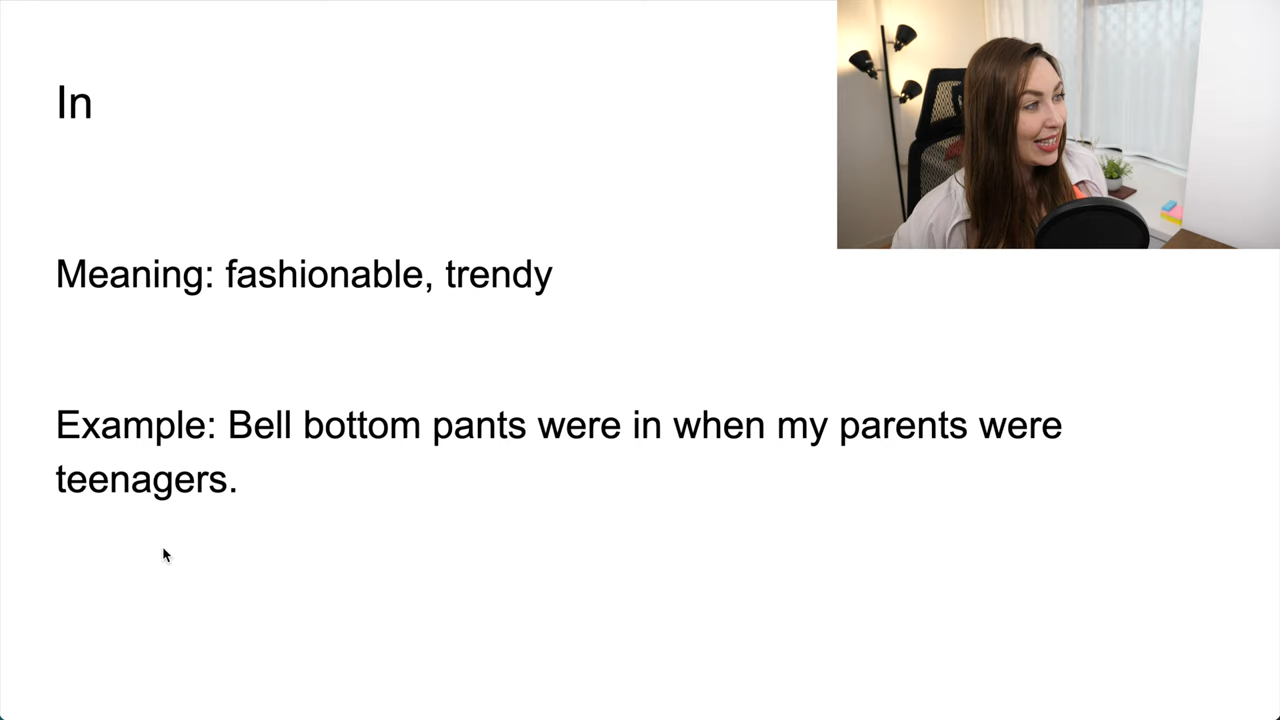 In
Meaning: fashionable, trendy
Example: Bell bottom pants were in when my parents were
teenagers.